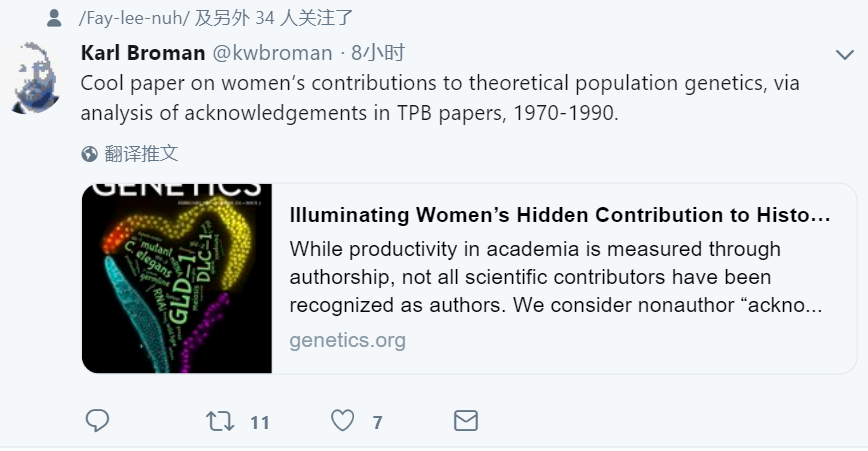 /Fay-lee-nuh/ 及另外 34 人关注了
Karl Broman @kwbroman · 8小时
Cool paper on women's contributions to theoretical population genetics, via
analysis of acknowledgements in TPB papers, 1970-1990.
翻译推文
GENETICS
mutant
C. elegans
germline
GLD-1
DLC-1
RNAi
Illuminating Women's Hidden Contribution to Histo...
While productivity in academia is measured through
authorship, not all scientific contributors have been
recognized as authors. We consider nonauthor “ackno...
genetics.org
11 7